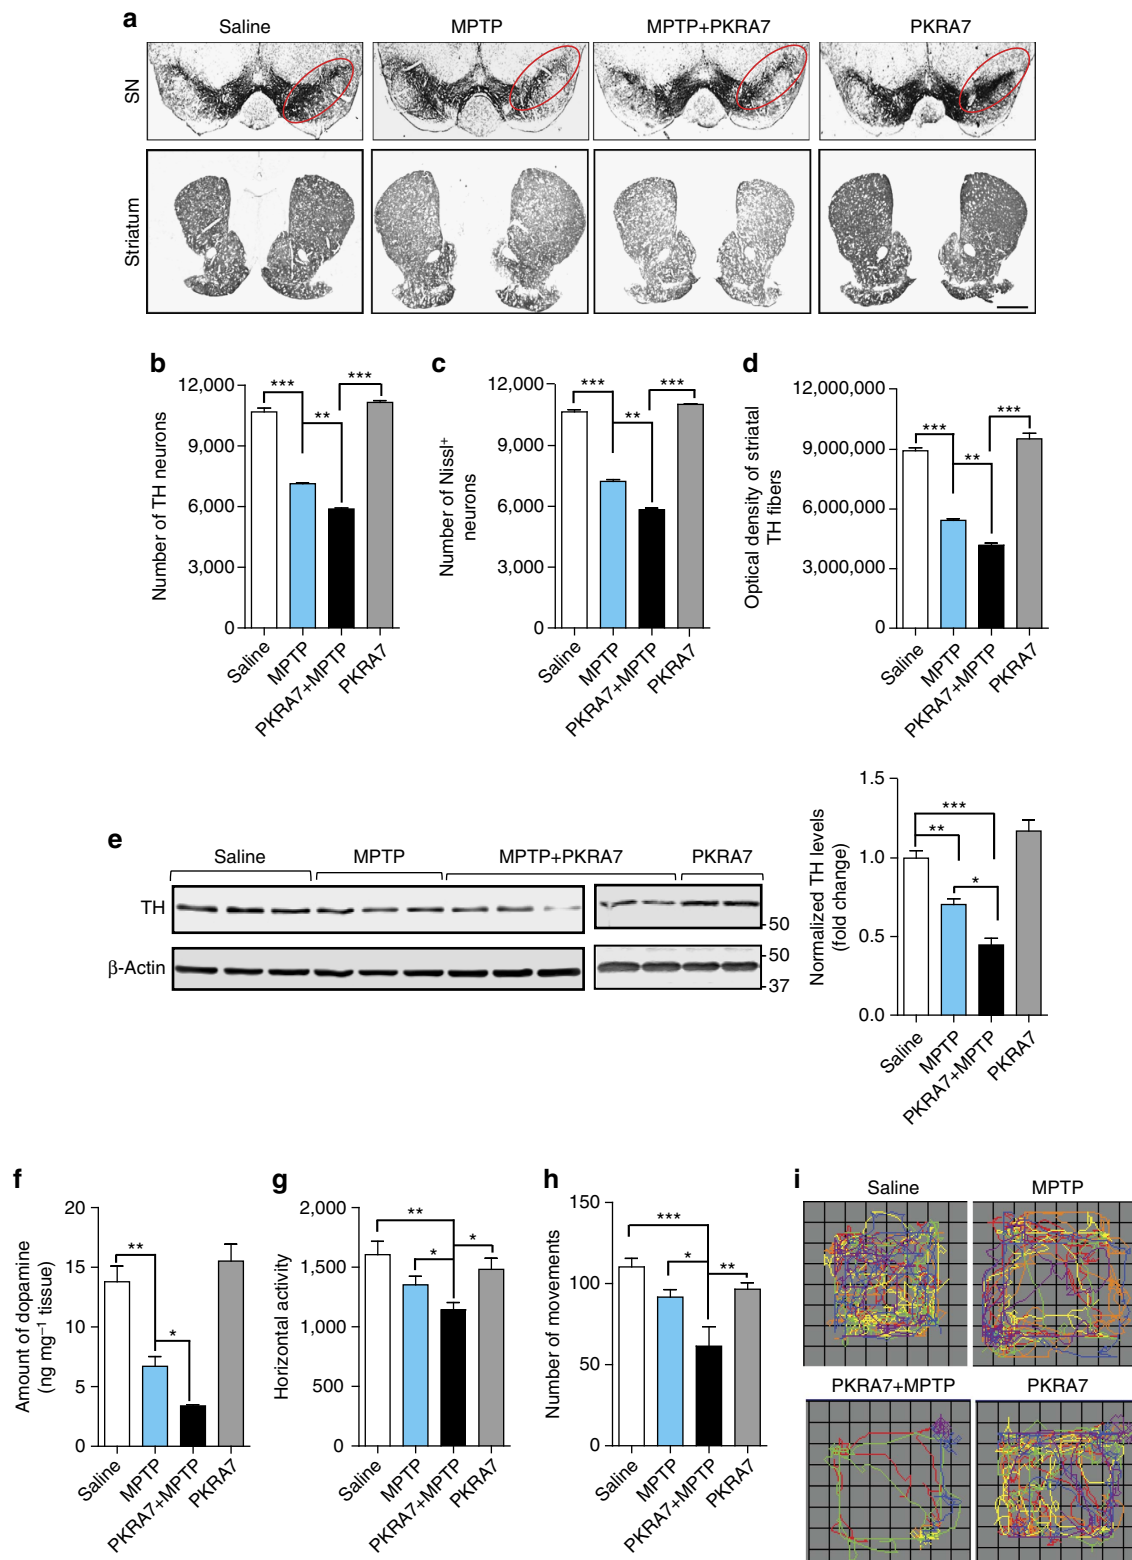 a
Saline MPTP MPTP+PKRA7 PKRA7
SN
Striatum
b
Number of TH neurons
12,000
9,000
6,000
3,000
0
***
**
***
Saline
MPTP
PKRA7+MPTP
PKRA7
c
Number of Nissl⁺
neurons
12,000
9,000
6,000
3,000
0
***
**
***
Saline
MPTP
PKRA7+MPTP
PKRA7
d
Optical density of striatal
TH fibers
12,000,000
9,000,000
6,000,000
3,000,000
0
***
**
***
Saline
MPTP
PKRA7+MPTP
PKRA7
e
Saline MPTP MPTP+PKRA7 PKRA7
TH
50
β-Actin
50
37
Normalized TH levels
(fold change)
1.5
1.0
0.5
0.0
***
**
*
Saline
MPTP
PKRA7+MPTP
PKRA7
f
Amount of dopamine
(ng mg⁻¹ tissue)
20
15
10
5
0
**
*
Saline
MPTP
PKRA7+MPTP
PKRA7
g
Horizontal activity
2,000
1,500
1,000
500
0
**
*
*
Saline
MPTP
PKRA7+MPTP
PKRA7
h
Number of movements
150
100
50
0
***
*
**
Saline
MPTP
PKRA7+MPTP
PKRA7
i
Saline MPTP
PKRA7+MPTP PKRA7